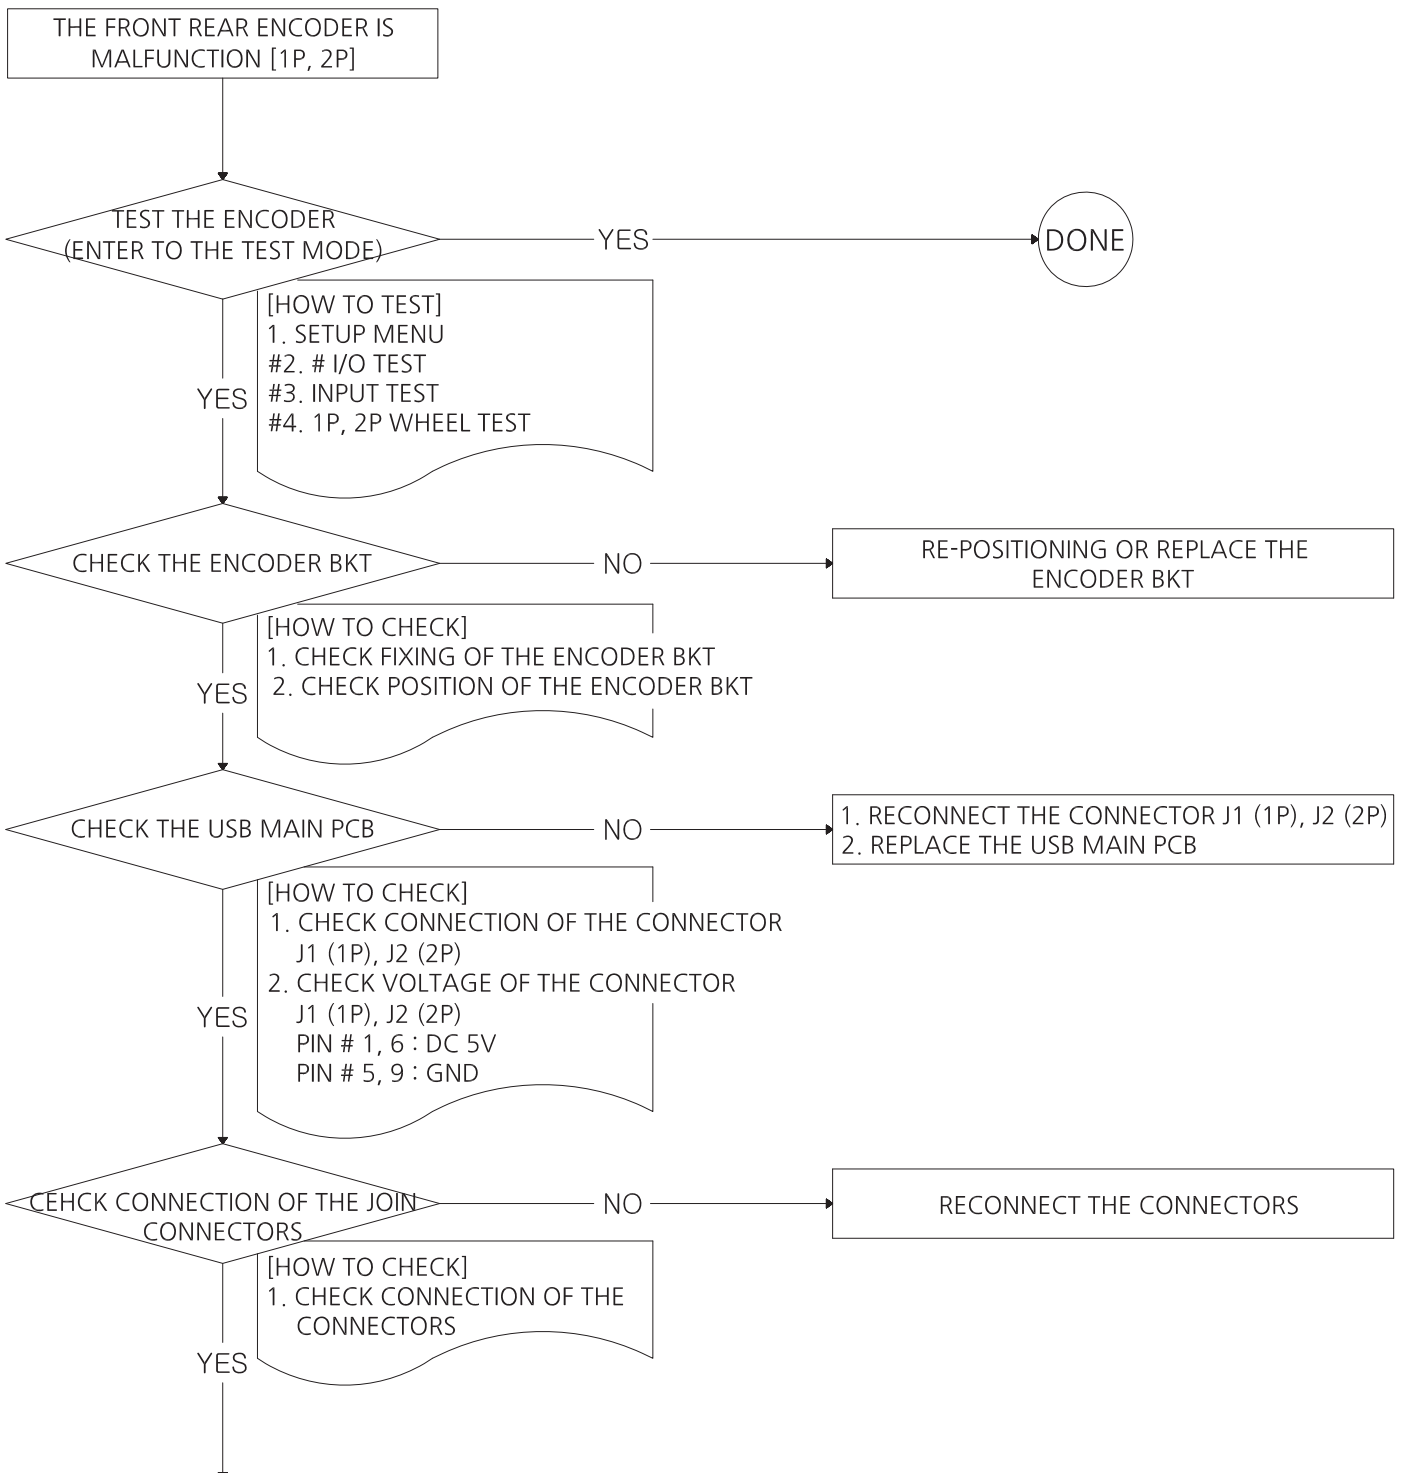 THE FRONT REAR ENCODER IS
MALFUNCTION [1P, 2P]
TEST THE ENCODER
(ENTER TO THE TEST MODE)
YES
DONE
[HOW TO TEST]
1. SETUP MENU
#2. # I/O TEST
#3. INPUT TEST
#4. 1P, 2P WHEEL TEST
YES
CHECK THE ENCODER BKT
NO
RE-POSITIONING OR REPLACE THE
ENCODER BKT
[HOW TO CHECK]
1. CHECK FIXING OF THE ENCODER BKT
2. CHECK POSITION OF THE ENCODER BKT
YES
CHECK THE USB MAIN PCB
NO
1. RECONNECT THE CONNECTOR J1 (1P), J2 (2P)
2. REPLACE THE USB MAIN PCB
[HOW TO CHECK]
1. CHECK CONNECTION OF THE CONNECTOR
J1 (1P), J2 (2P)
2. CHECK VOLTAGE OF THE CONNECTOR
J1 (1P), J2 (2P)
PIN # 1, 6 : DC 5V
PIN # 5, 9 : GND
YES
CEHCK CONNECTION OF THE JOIN
CONNECTORS
NO
RECONNECT THE CONNECTORS
[HOW TO CHECK]
1. CHECK CONNECTION OF THE
CONNECTORS
YES